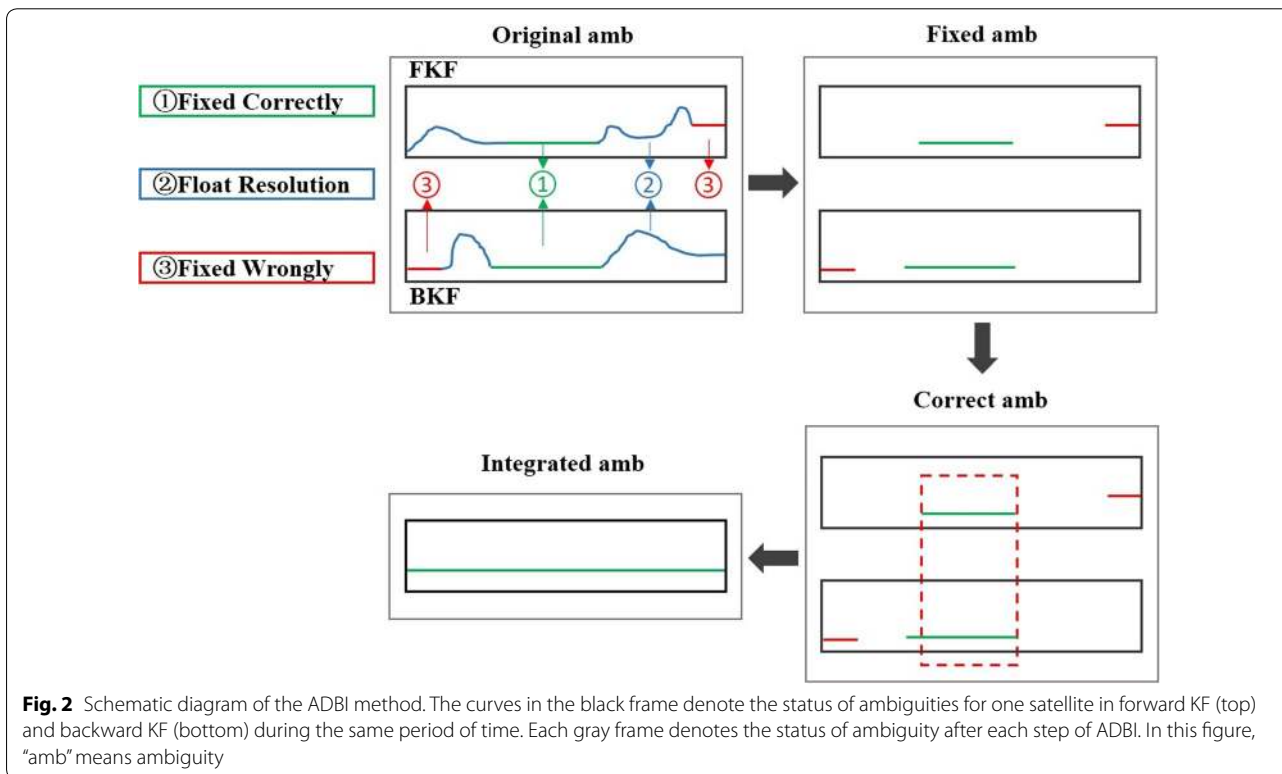 Original amb
Fixed amb
FKF
①Fixed Correctly
②Float Resolution
③Fixed Wrongly
③
①
②
③
BKF
Correct amb
Integrated amb
Fig. 2 Schematic diagram of the ADBI method. The curves in the black frame denote the status of ambiguities for one satellite in forward KF (top)
and backward KF (bottom) during the same period of time. Each gray frame denotes the status of ambiguity after each step of ADBI. In this figure,
“amb” means ambiguity